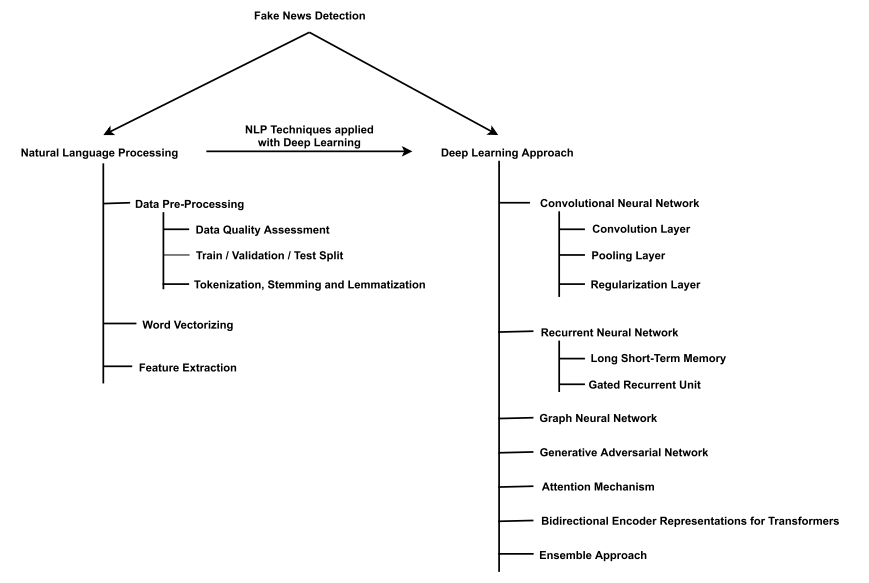 Fake News Detection
NLP Techniques applied
with Deep Learning
Natural Language Processing
Data Pre-Processing
Data Quality Assessment
Train / Validation / Test Split
Tokenization, Stemming and Lemmatization
Word Vectorizing
Feature Extraction
Deep Learning Approach
Convolutional Neural Network
Convolution Layer
Pooling Layer
Regularization Layer
Recurrent Neural Network
Long Short-Term Memory
Gated Recurrent Unit
Graph Neural Network
Generative Adversarial Network
Attention Mechanism
Bidirectional Encoder Representations for Transformers
Ensemble Approach